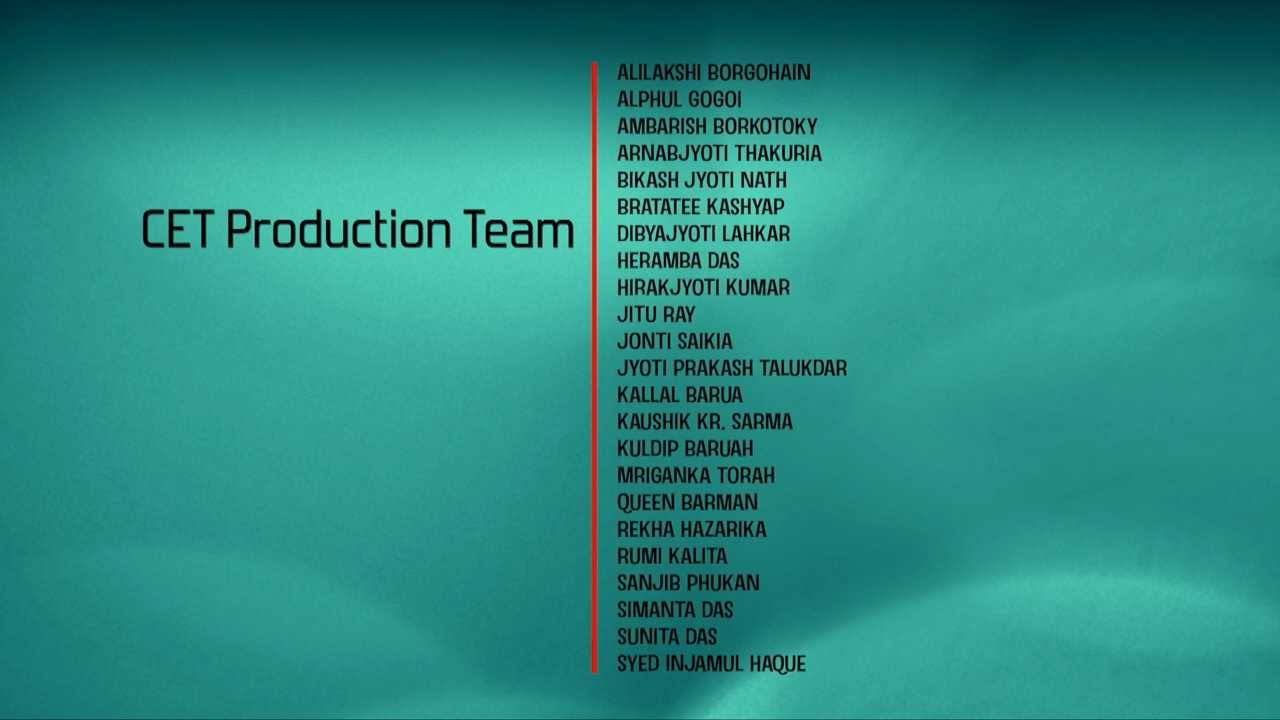 CET Production Team
ALILAKSHI BORGOHAIN
ALPHUL GOGOI
AMBARISH BORKOTOKY
ARNABJYOTI THAKURIA
BIKASH JYOTI NATH
BRATATEE KASHYAP
DIBYAJYOTI LAHKAR
HERAMBA DAS
HIRAKJYOTI KUMAR
JITU RAY
JONTI SAIKIA
JYOTI PRAKASH TALUKDAR
KALLAL BARUA
KAUSHIK KR. SARMA
KULDIP BARUAH
MRIGANKA TORAH
QUEEN BARMAN
REKHA HAZARIKA
RUMI KALITA
SANJIB PHUKAN
SIMANTA DAS
SUNITA DAS
SYED INJAMUL HAQUE